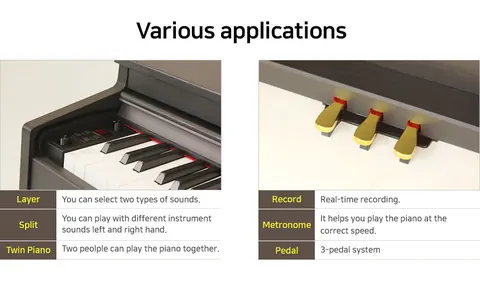 Various applications
Layer
You can select two types of sounds.
Split
You can play with different instrument
sounds left and right hand.
Twin Piano
Two peolple can play the piano together.
Record
Real-time recording.
Metronome
It helps you play the piano at the
correct speed.
Pedal
3-pedal system